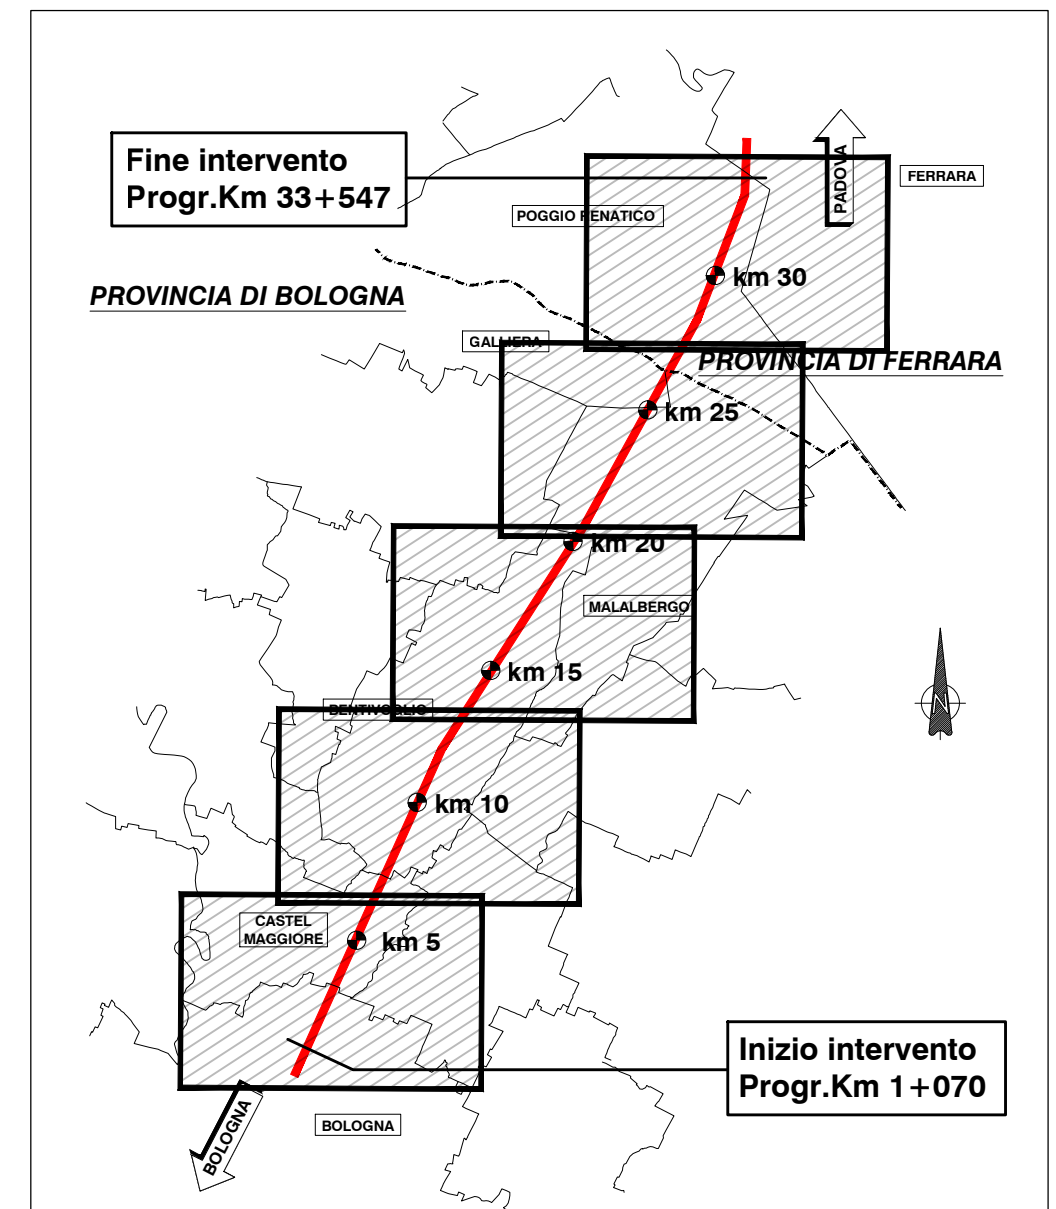 Fine intervento
Progr.Km 33+547
PADOVA
FERRARA
POGGIO RENATICO
km 30
PROVINCIA DI BOLOGNA
GALLIERA
PROVINCIA DI FERRARA
km 25
km 20
MALALBERGO
km 15
N
BENTIVOGLIO
km 10
CASTEL
MAGGIORE
km 5
Inizio intervento
Progr.Km 1+070
BOLOGNA
BOLOGNA